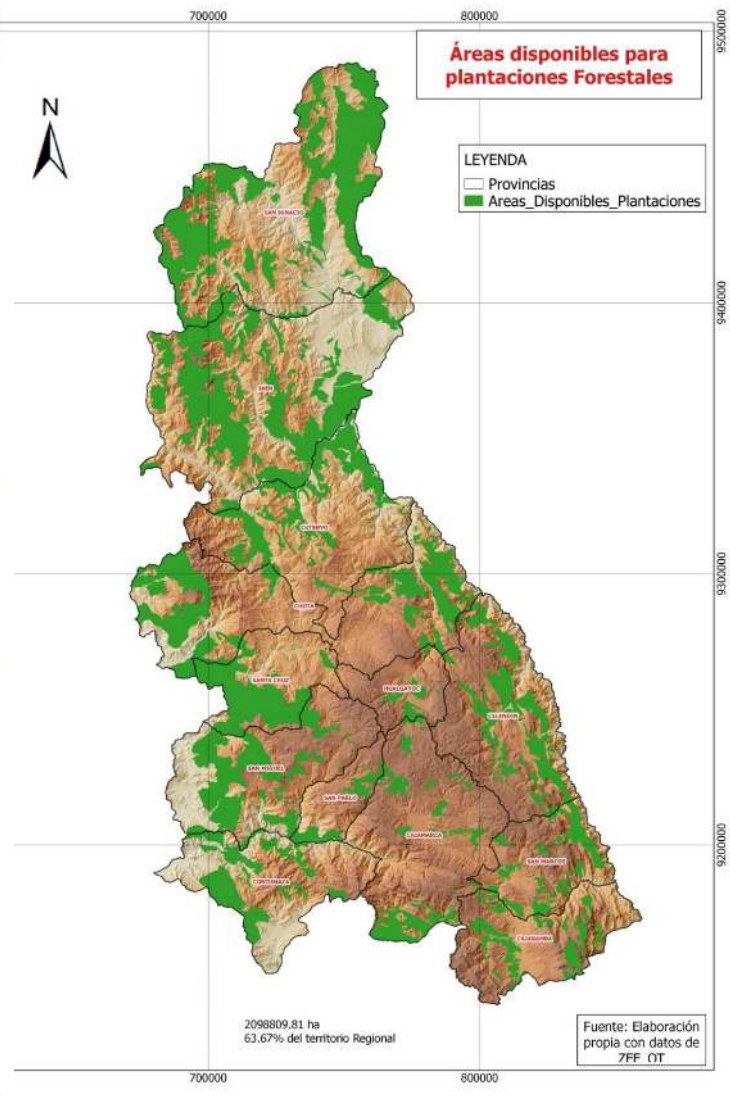 700000
800000
9500000
Áreas disponibles para
plantaciones Forestales
N
LEYENDA
Provincias
Areas_Disponibles_Plantaciones
SAN IGNACIO
9400000
JAEN
CUTERVO
9300000
CHOTA
SANTA CRUZ
HUALGAYOC
CELENDIN
SAN MIGUEL
SAN PABLO
CAJAMARCA
9200000
SAN MARCOS
CONTUMAZA
CAJABAMBA
2098809.81 ha
63.67% del territorio Regional
Fuente: Elaboración
propia con datos de
ZEE_OT
700000
800000